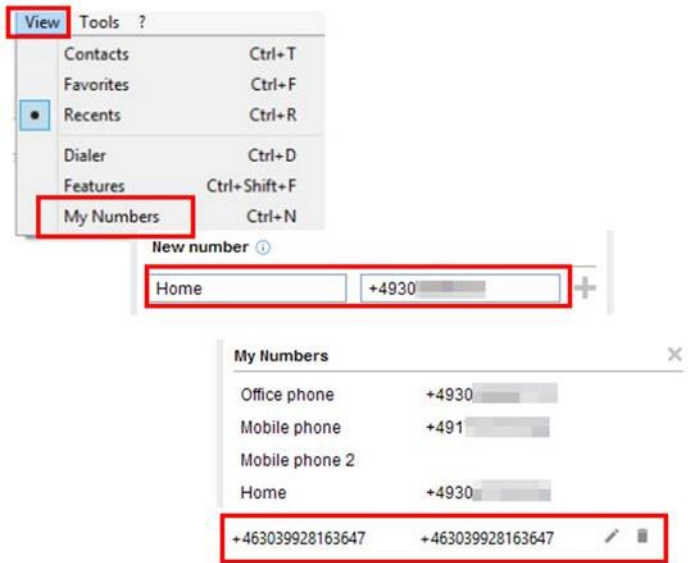 View Tools ?
Contacts Ctrl+T
Favorites Ctrl+F
Recents Ctrl+R
Dialer Ctrl+D
Features Ctrl+Shift+F
My Numbers Ctrl+N
New number
Home +4930
My Numbers
Office phone +4930
Mobile phone +491
Mobile phone 2
Home +4930
+463039928163647 +463039928163647